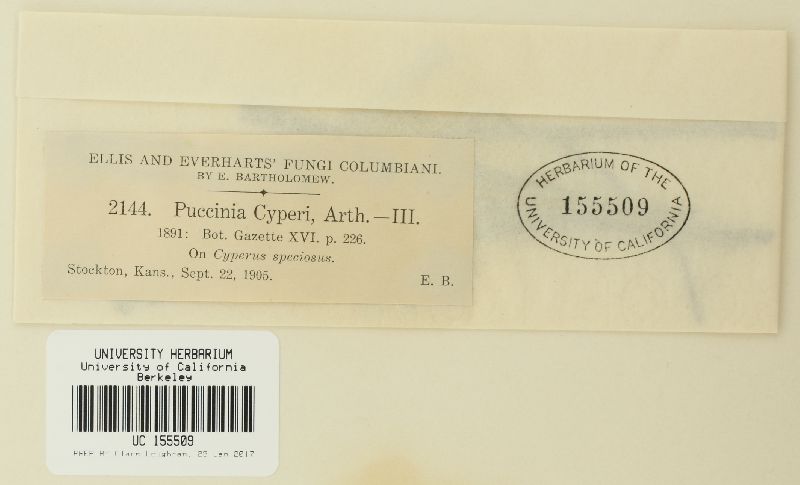 ELLIS AND EVERHARTS' FUNGI COLUMBIANI.
BY E. BARTHOLOMEW.
2144. Puccinia Cyperi, Arth.—III.
1891: Bot. Gazette XVI. p. 226.
On Cyperus speciosus.
Stockton, Kans., Sept. 22, 1905.
E. B.
HERBARIUM OF THE
155509
UNIVERSITY OF CALIFORNIA
UNIVERSITY HERBARIUM
University of California
Berkeley
UC 155509
2017